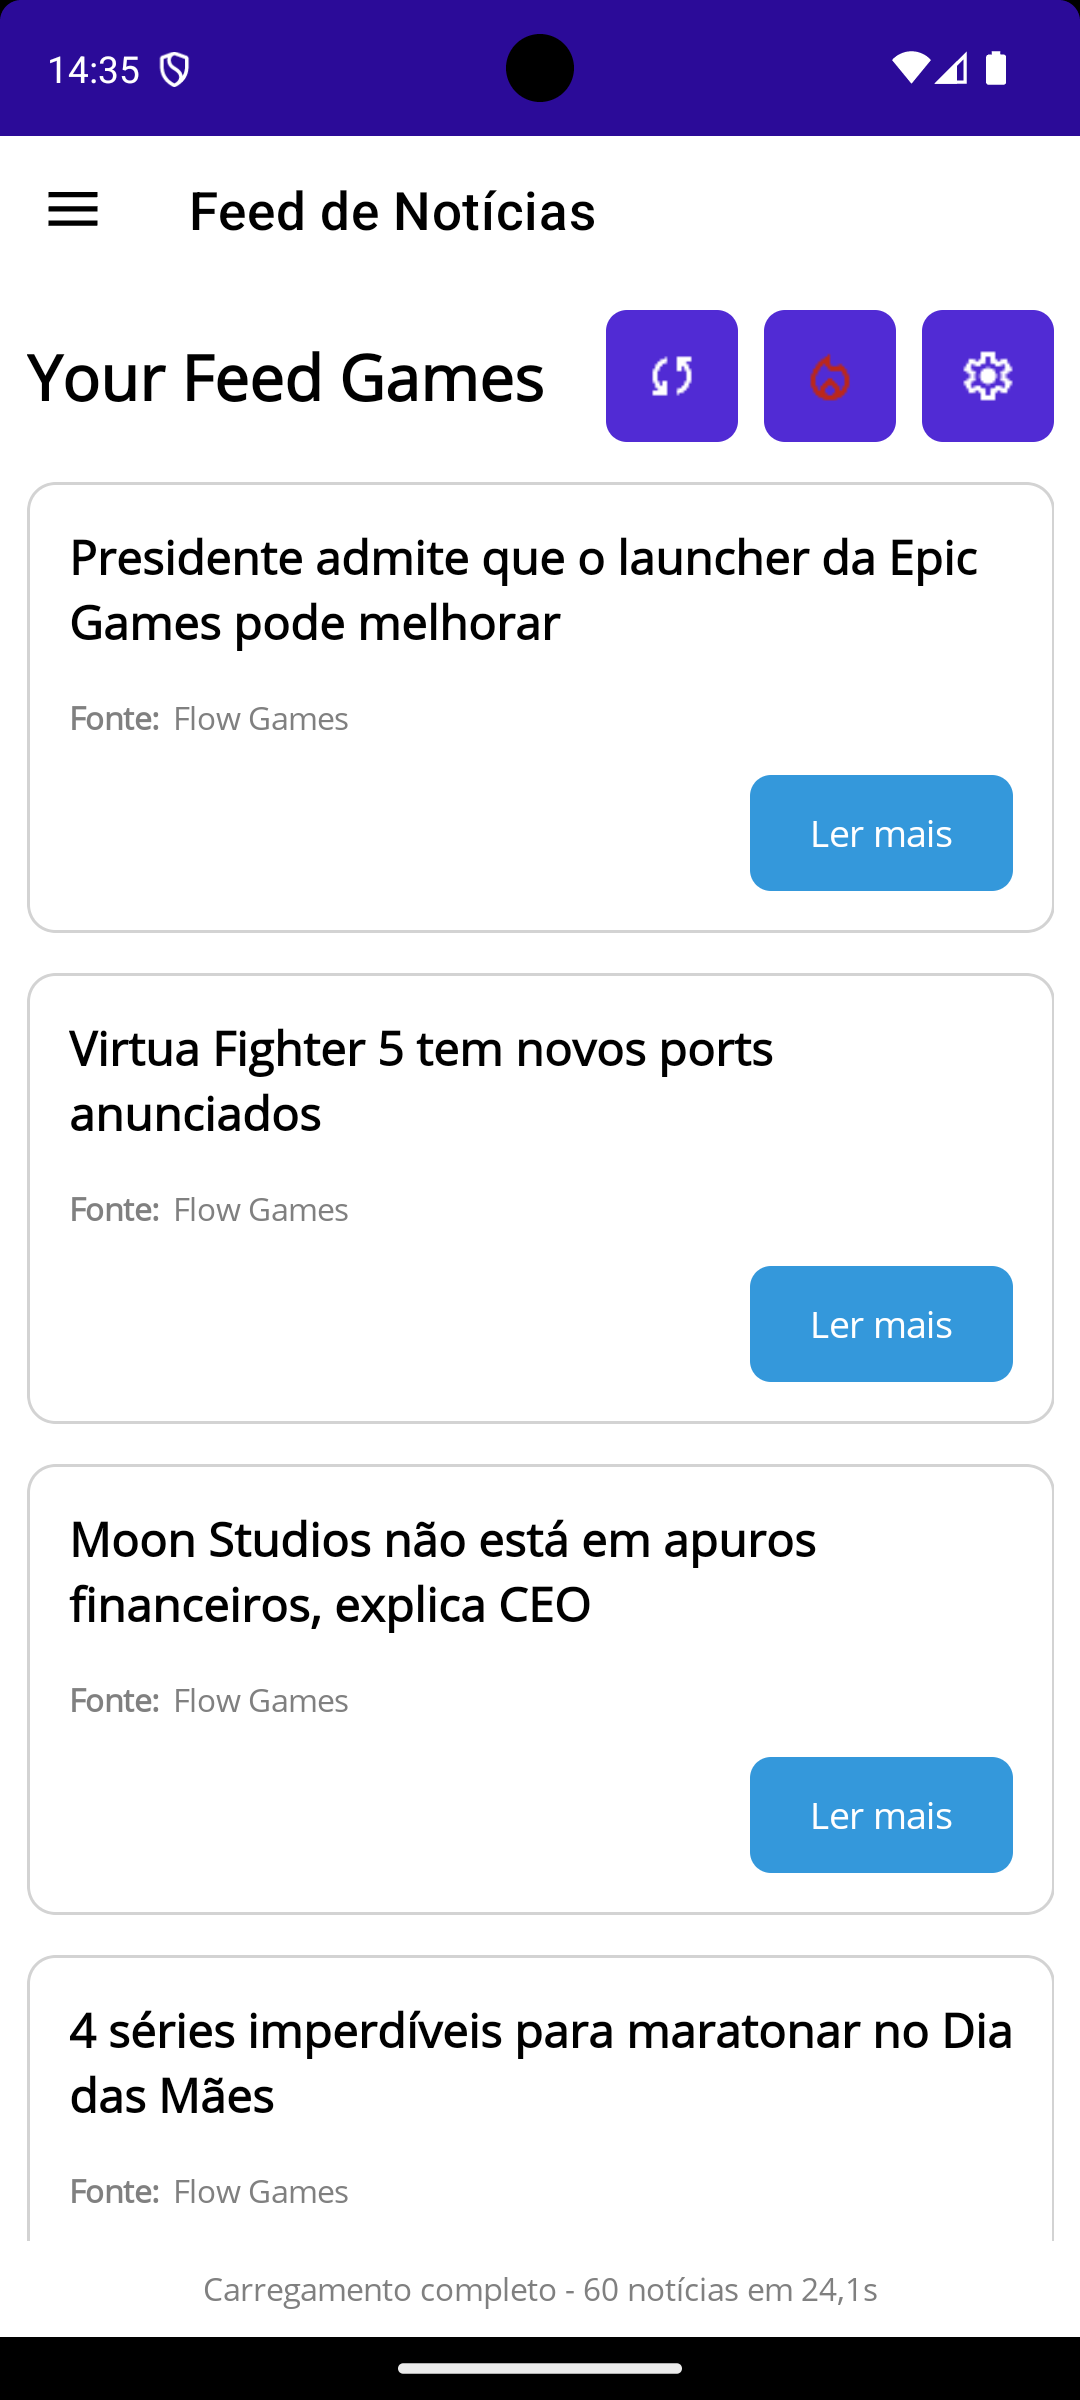 14:35
Feed de Notícias
Your Feed Games
Presidente admite que o launcher da Epic
Games pode melhorar
Fonte: Flow Games
Ler mais
Virtua Fighter 5 tem novos ports
anunciados
Fonte: Flow Games
Ler mais
Moon Studios não está em apuros
financeiros, explica CEO
Fonte: Flow Games
Ler mais
4 séries imperdíveis para maratonar no Dia
das Mães
Fonte: Flow Games
Carregamento completo - 60 notícias em 24,1s